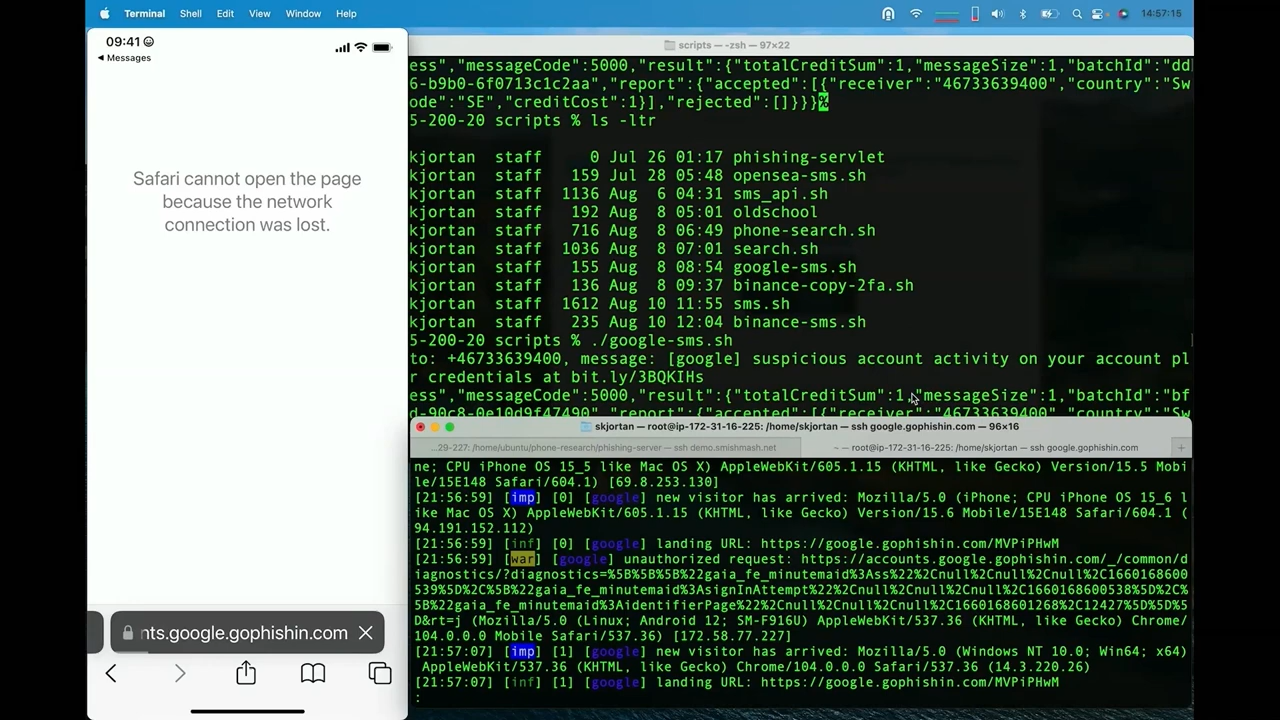 Terminal Shell Edit View Window Help 14:57:15
09:41
Messages
Safari cannot open the page
because the network
connection was lost.
nts.google.gophishin.com
scripts — -zsh — 97×22
ess","messageCode":5000,"result":{"totalCreditSum":1,"messageSize":1,"batchId":"dd
6-b9b0-6f0713c1c2aa","report":{"accepted":[{"receiver":"46733639400","country":"Sw
ode":"SE","creditCost":1}],"rejected":[]}}}%
5-200-20 scripts % ls -ltr
kjortan staff 0 Jul 26 01:17 phishing-servlet
kjortan staff 159 Jul 28 05:48 opensea-sms.sh
kjortan staff 1136 Aug 6 04:31 sms_api.sh
kjortan staff 192 Aug 8 05:01 oldschool
kjortan staff 716 Aug 8 06:49 phone-search.sh
kjortan staff 1036 Aug 8 07:01 search.sh
kjortan staff 155 Aug 8 08:54 google-sms.sh
kjortan staff 136 Aug 8 09:37 binance-copy-2fa.sh
kjortan staff 1612 Aug 10 11:55 sms.sh
kjortan staff 235 Aug 10 12:04 binance-sms.sh
5-200-20 scripts % ./google-sms.sh
to: +46733639400, message: [google] suspicious account activity on your account pl
r credentials at bit.ly/3BQKIHs
ess","messageCode":5000,"result":{"totalCreditSum":1,"messageSize":1,"batchId":"bf
d-90c8-0e10d9f47490","report":{"accepted":[{"receiver":"46733639400","country":"Sw
skjortan — root@ip-172-31-16-225: /home/skjortan — ssh google.gophishin.com — 96×16
...29-227: /home/ubuntu/phone-research/phishing-server — ssh demo.smishmash.net
~ — root@ip-172-31-16-225: /home/skjortan — ssh google.gophishin.com
ne; CPU iPhone OS 15_5 like Mac OS X) AppleWebKit/605.1.15 (KHTML, like Gecko) Version/15.5 Mobi
le/15E148 Safari/604.1) [69.8.253.130]
[21:56:59] [imp] [0] [google] new visitor has arrived: Mozilla/5.0 (iPhone; CPU iPhone OS 15_6 l
ike Mac OS X) AppleWebKit/605.1.15 (KHTML, like Gecko) Version/15.6 Mobile/15E148 Safari/604.1 (
94.191.152.112)
[21:56:59] [inf] [0] [google] landing URL: https://google.gophishin.com/MVPiPHwM
[21:56:59] [war] [google] unauthorized request: https://accounts.google.gophishin.com/_/common/d
iagnostics/?diagnostics=%5B%5B%5B%22gaia_fe_minutemaid%3Ass%22%2Cnull%2Cnull%2Cnull%2C1660168600
539%5D%2C%5B%22gaia_fe_minutemaid%3AsignInAttempt%22%2Cnull%2Cnull%2Cnull%2C1660168600538%5D%2C%
5B%22gaia_fe_minutemaid%3AidentifierPage%22%2Cnull%2Cnull%2C1660168601268%2C12427%5D%5D%5
D&rt=j (Mozilla/5.0 (Linux; Android 12; SM-F916U) AppleWebKit/537.36 (KHTML, like Gecko) Chrome/
104.0.0.0 Mobile Safari/537.36) [172.58.77.227]
[21:57:07] [imp] [1] [google] new visitor has arrived: Mozilla/5.0 (Windows NT 10.0; Win64; x64)
AppleWebKit/537.36 (KHTML, like Gecko) Chrome/104.0.0.0 Safari/537.36 (14.3.220.26)
[21:57:07] [inf] [1] [google] landing URL: https://google.gophishin.com/MVPiPHwM
: